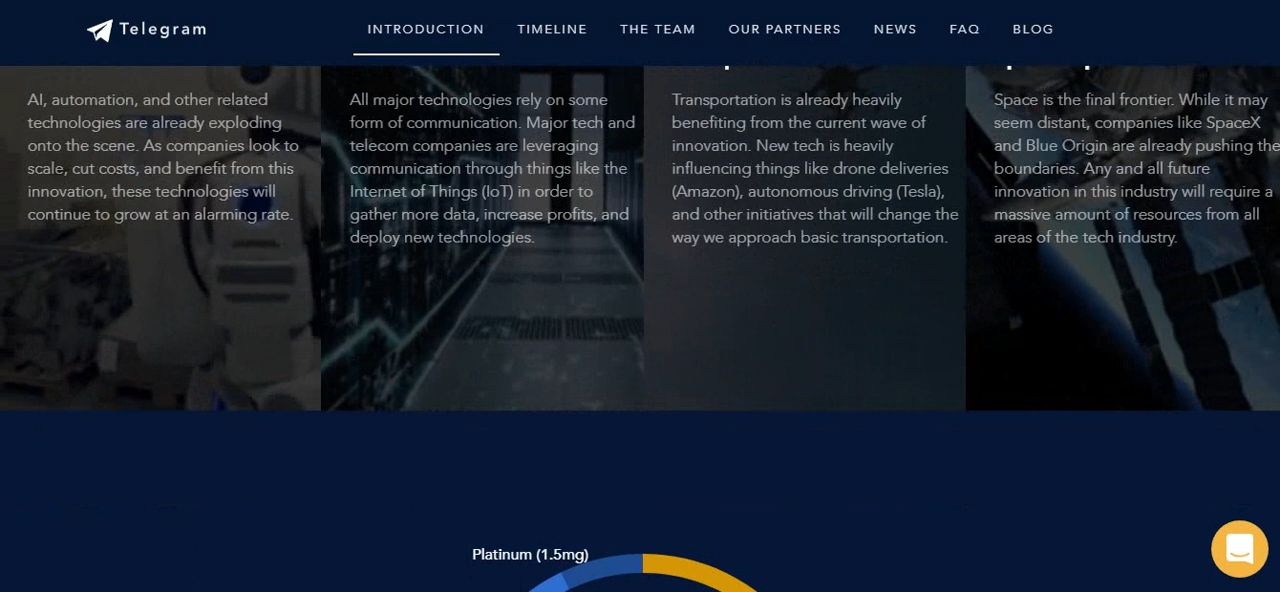 Telegram
INTRODUCTION
TIMELINE
THE TEAM
OUR PARTNERS
NEWS
FAQ
BLOG
AI, automation, and other related
technologies are already exploding
onto the scene. As companies look to
scale, cut costs, and benefit from this
innovation, these technologies will
continue to grow at an alarming rate.
All major technologies rely on some
form of communication. Major tech and
telecom companies are leveraging
communication through things like the
Internet of Things (IoT) in order to
gather more data, increase profits, and
deploy new technologies.
Transportation is already heavily
benefiting from the current wave of
innovation. New tech is heavily
influencing things like drone deliveries
(Amazon), autonomous driving (Tesla),
and other initiatives that will change the
way we approach basic transportation.
Space is the final frontier. While it may
seem distant, companies like SpaceX
and Blue Origin are already pushing the
boundaries. Any and all future
innovation in this industry will require a
massive amount of resources from all
areas of the tech industry.
Platinum (1.5mg)